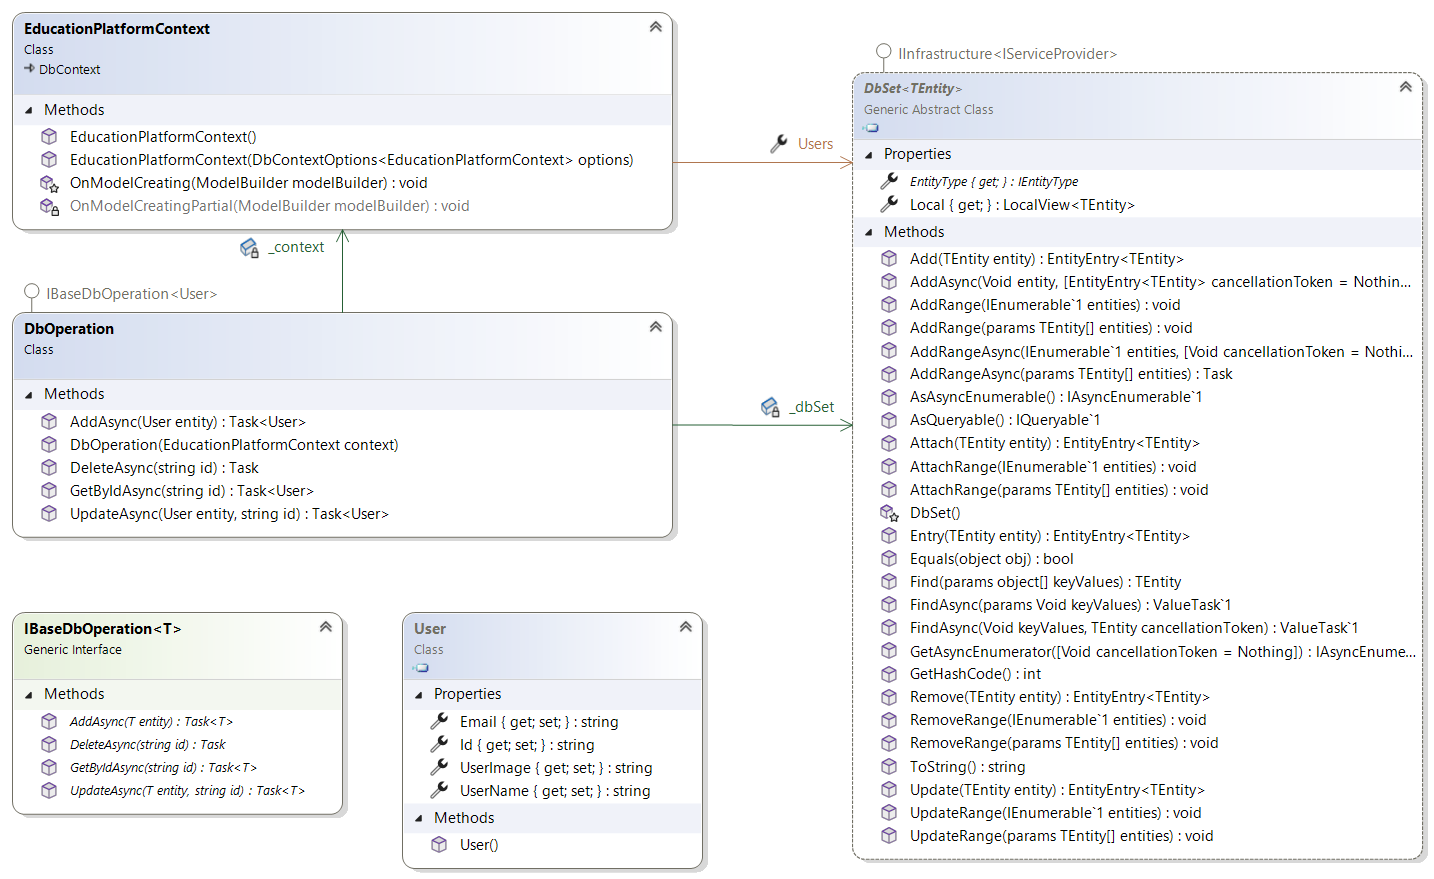 EducationPlatformContext
Class
DbContext
Methods
EducationPlatformContext()
EducationPlatformContext(DbContextOptions<EducationPlatformContext> options)
OnModelCreating(ModelBuilder modelBuilder) : void
OnModelCreatingPartial(ModelBuilder modelBuilder) : void
Users
_context
IBaseDbOperation<User>
DbOperation
Class
Methods
AddAsync(User entity) : Task<User>
DbOperation(EducationPlatformContext context)
DeleteAsync(string id) : Task
GetByIdAsync(string id) : Task<User>
UpdateAsync(User entity, string id) : Task<User>
_dbSet
IBaseDbOperation<T>
Generic Interface
Methods
AddAsync(T entity) : Task<T>
DeleteAsync(string id) : Task
GetByIdAsync(string id) : Task<T>
UpdateAsync(T entity, string id) : Task<T>
User
Class
Properties
Email { get; set; } : string
Id { get; set; } : string
UserImage { get; set; } : string
UserName { get; set; } : string
Methods
User()
IInfrastructure<IServiceProvider>
DbSet<TEntity>
Generic Abstract Class
Properties
EntityType { get; } : IEntityType
Local { get; } : LocalView<TEntity>
Methods
Add(TEntity entity) : EntityEntry<TEntity>
AddAsync(Void entity, [EntityEntry<TEntity> cancellationToken = Nothin...
AddRange(IEnumerable`1 entities) : void
AddRange(params TEntity[] entities) : void
AddRangeAsync(IEnumerable`1 entities, [Void cancellationToken = Nothi...
AddRangeAsync(params TEntity[] entities) : Task
AsAsyncEnumerable() : IAsyncEnumerable`1
AsQueryable() : IQueryable`1
Attach(TEntity entity) : EntityEntry<TEntity>
AttachRange(IEnumerable`1 entities) : void
AttachRange(params TEntity[] entities) : void
DbSet()
Entry(TEntity entity) : EntityEntry<TEntity>
Equals(object obj) : bool
Find(params object[] keyValues) : TEntity
FindAsync(params Void keyValues) : ValueTask`1
FindAsync(Void keyValues, TEntity cancellationToken) : ValueTask`1
GetAsyncEnumerator([Void cancellationToken = Nothing]) : IAsyncEnume...
GetHashCode() : int
Remove(TEntity entity) : EntityEntry<TEntity>
RemoveRange(IEnumerable`1 entities) : void
RemoveRange(params TEntity[] entities) : void
ToString() : string
Update(TEntity entity) : EntityEntry<TEntity>
UpdateRange(IEnumerable`1 entities) : void
UpdateRange(params TEntity[] entities) : void